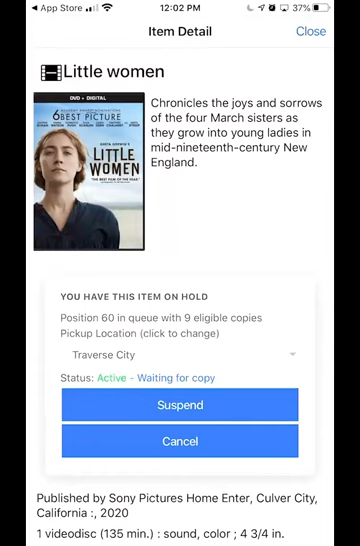 App Store
12:02 PM
37%
Item Detail
Close
Little women
DVD + DIGITAL
6 BEST PICTURE
GRETA GERWIG'S
LITTLE
WOMEN
Chronicles the joys and sorrows
of the four March sisters as
they grow into young ladies in
mid-nineteenth-century New
England.
YOU HAVE THIS ITEM ON HOLD
Position 60 in queue with 9 eligible copies
Pickup Location (click to change)
Traverse City
Status: Active - Waiting for copy
Suspend
Cancel
Published by Sony Pictures Home Enter, Culver City,
California :, 2020
1 videodisc (135 min.) : sound, color ; 4 3/4 in.